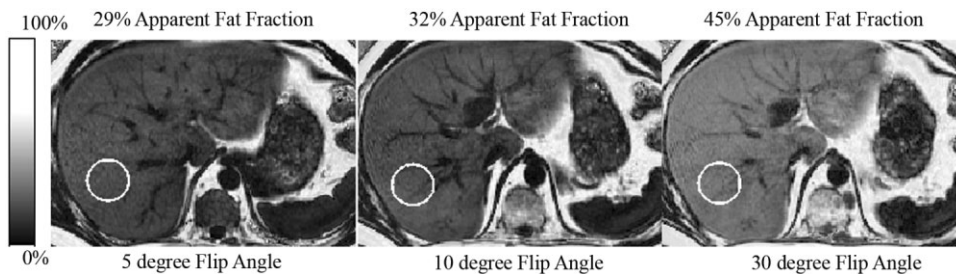 100%
29% Apparent Fat Fraction
32% Apparent Fat Fraction
45% Apparent Fat Fraction
0%
5 degree Flip Angle
10 degree Flip Angle
30 degree Flip Angle